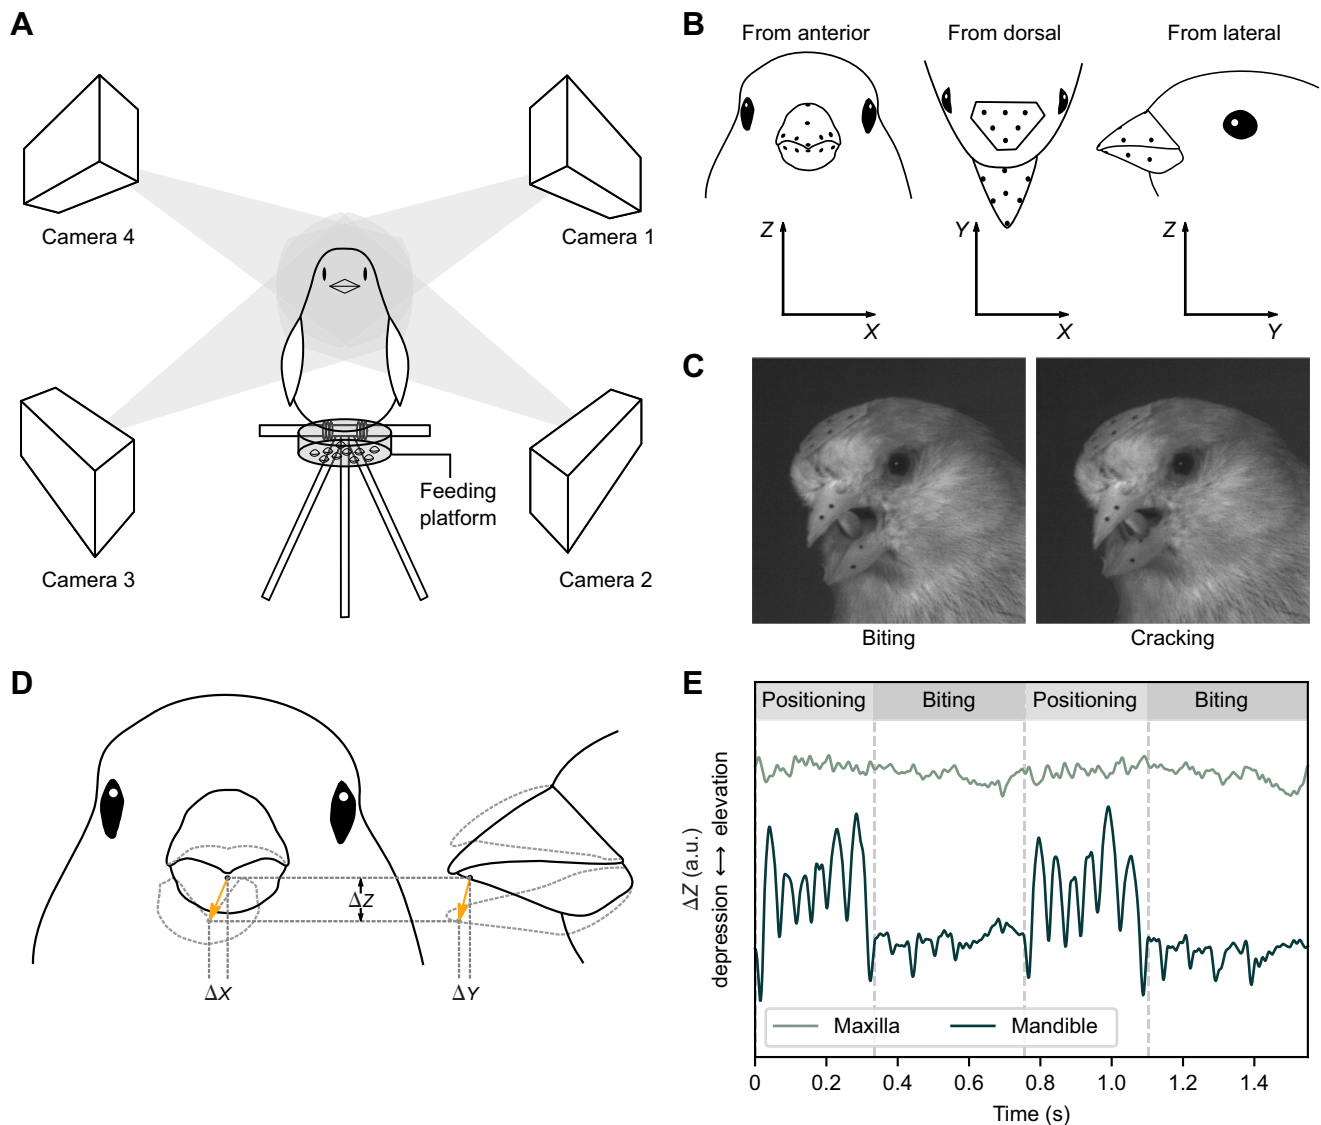 A
Camera 4
Camera 1
Feeding
platform
Camera 3
Camera 2
B
From anterior
From dorsal
From lateral
Z
X
Y
X
Z
Y
C
Biting
Cracking
D
ΔZ
ΔX
ΔY
E
Positioning
Biting
Positioning
Biting
ΔZ (a.u.)
depression ⟷ elevation
Maxilla
Mandible
0
0.2
0.4
0.6
0.8
1.0
1.2
1.4
Time (s)